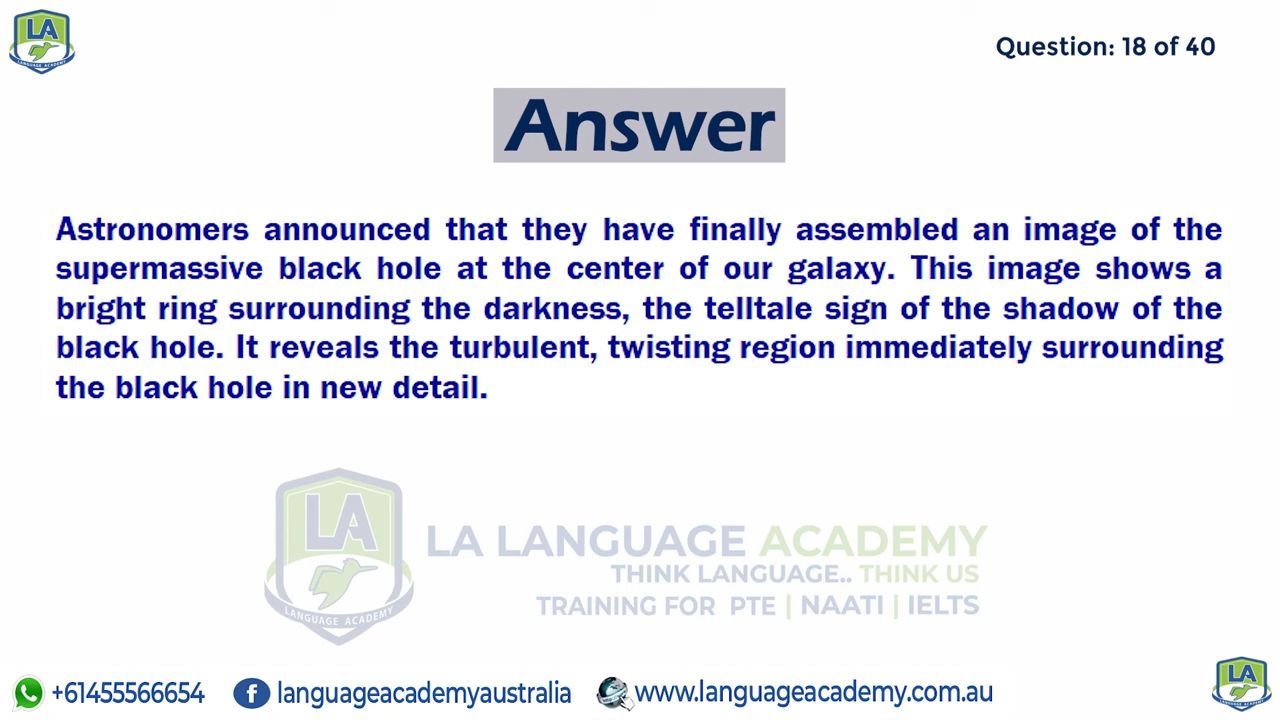 LA
LANGUAGE ACADEMY
Question: 18 of 40
Answer
Astronomers announced that they have finally assembled an image of the
supermassive black hole at the center of our galaxy. This image shows a
bright ring surrounding the darkness, the telltale sign of the shadow of the
black hole. It reveals the turbulent, twisting region immediately surrounding
the black hole in new detail.
LA
LANGUAGE ACADEMY
LA LANGUAGE ACADEMY
THINK LANGUAGE.. THINK US
TRAINING FOR PTE | NAATI | IELTS
+61455566654
languageacademyaustralia
www.languageacademy.com.au
LA
LANGUAGE ACADEMY